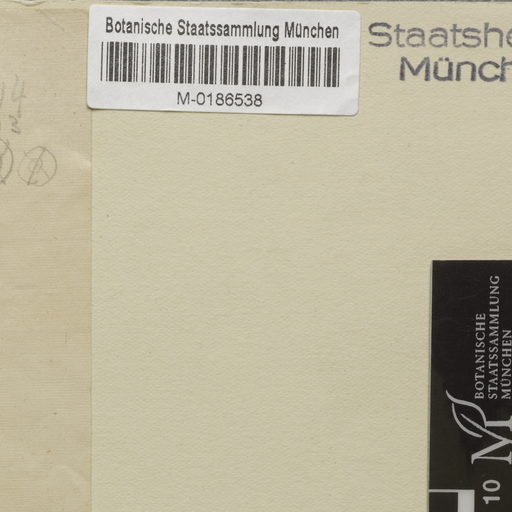 Botanische Staatssammlung München
M-0186538
Staatshe
Münch
BOTANISCHE
STAATSSAMMLUNG
MÜNCHEN
M
10